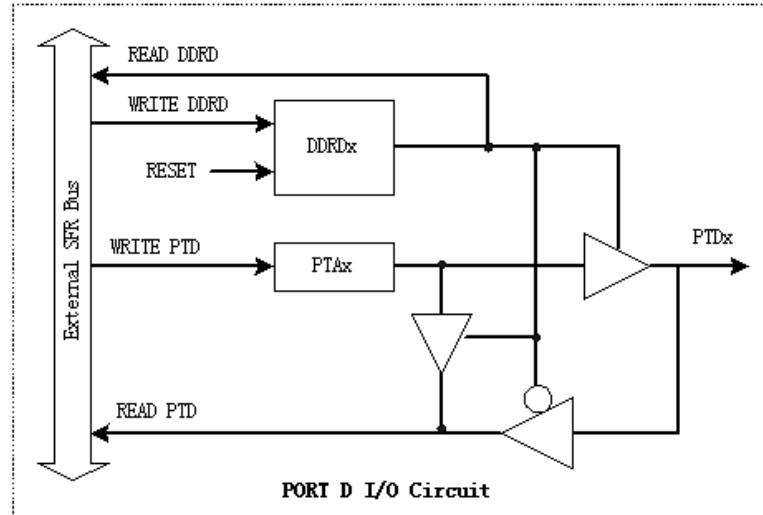 READ DDRD
WRITE DDRD
DDRDx
RESET
External SFR Bus
WRITE PTD
PTAx
PTDx
READ PTD
PORT D I/O Circuit